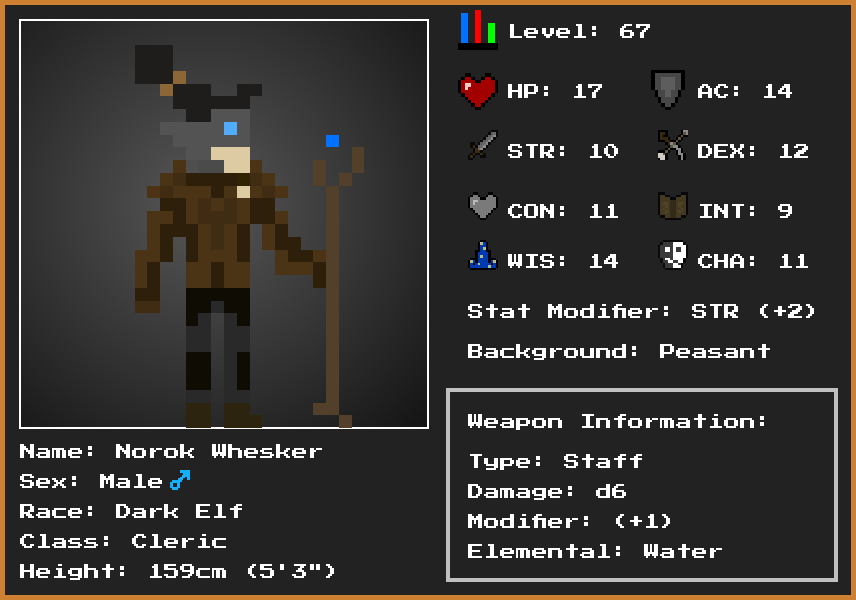 Level: 67
HP: 17
AC: 14
STR: 10
DEX: 12
CON: 11
INT: 9
WIS: 14
CHA: 11
Stat Modifier: STR (+2)
Background: Peasant
Weapon Information:
Type: Staff
Damage: d6
Modifier: (+1)
Elemental: Water
Name: Norok Whesker
Sex: Male♂
Race: Dark Elf
Class: Cleric
Height: 159cm (5'3")